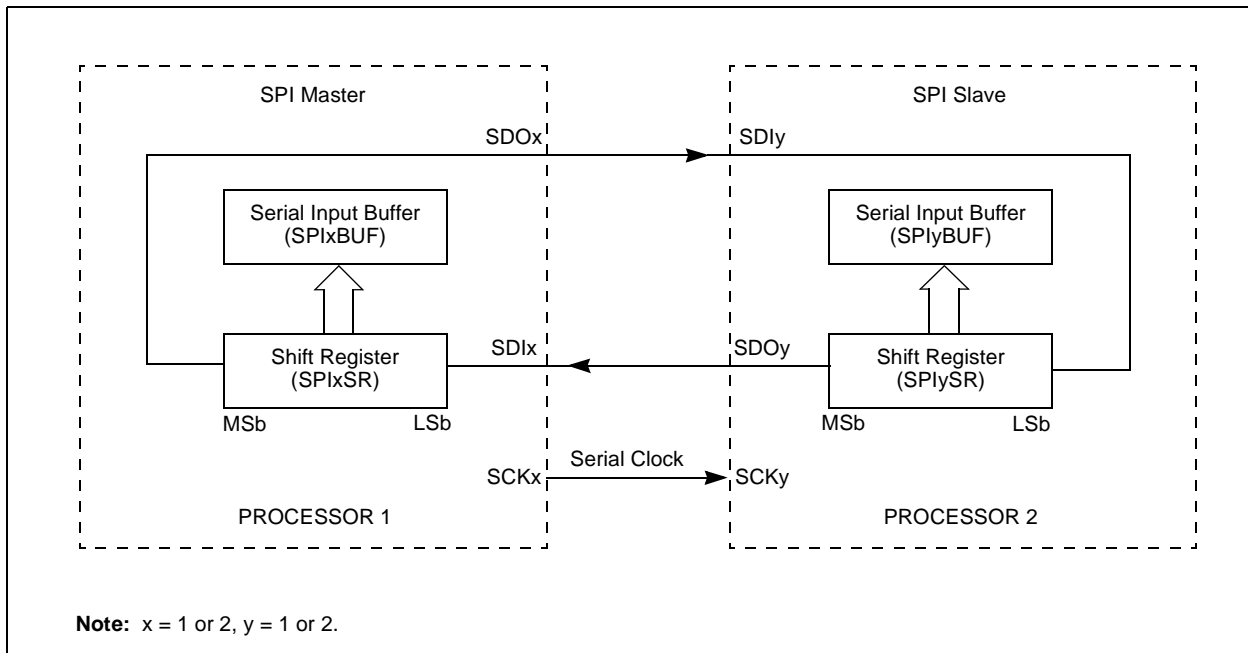 SPI Master
SPI Slave
SDOx
SDIy
Serial Input Buffer
(SPIxBUF)
Serial Input Buffer
(SPIyBUF)
SDIx
SDOy
Shift Register
(SPIxSR)
Shift Register
(SPIySR)
MSb
LSb
MSb
LSb
Serial Clock
SCKx
SCKy
PROCESSOR 1
PROCESSOR 2
Note: x = 1 or 2, y = 1 or 2.